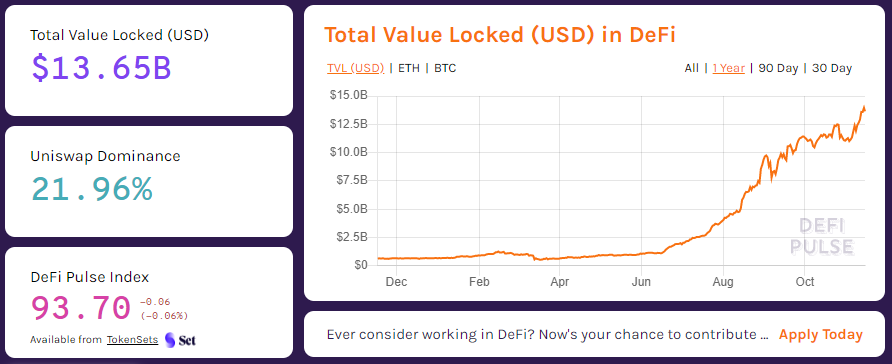 Total Value Locked (USD)
$13.65B
Uniswap Dominance
21.96%
DeFi Pulse Index
93.70
-0.06
(-0.06%)
Available from TokenSets Set
Total Value Locked (USD) in DeFi
TVL (USD) | ETH | BTC
All | 1 Year | 90 Day | 30 Day
$15.0B
$12.5B
$10.0B
$7.5B
$5.0B
$2.5B
$0
Dec Feb Apr Jun Aug Oct
DEFI
PULSE
Ever consider working in DeFi? Now's your chance to contribute ... Apply Today